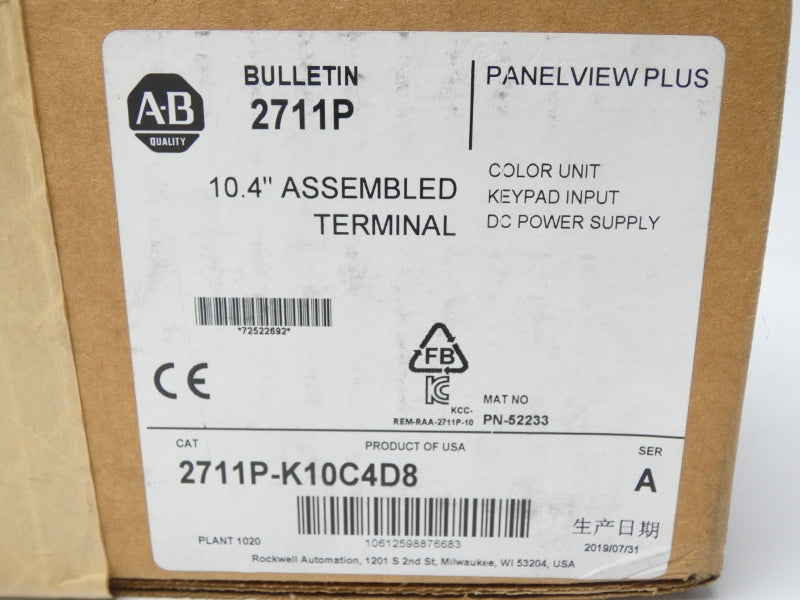 A-B
QUALITY
BULLETIN
2711P
PANELVIEW PLUS
10.4" ASSEMBLED
TERMINAL
COLOR UNIT
KEYPAD INPUT
DC POWER SUPPLY
*72522692*
FB
KC
CE
KCC-
REM-RAA-2711P-10
MAT NO
PN-52233
CAT
PRODUCT OF USA
SER
2711P-K10C4D8
A
PLANT 1020
10612598876683
生产日期
2019/07/31
Rockwell Automation, 1201 S 2nd St, Milwaukee, WI 53204, USA